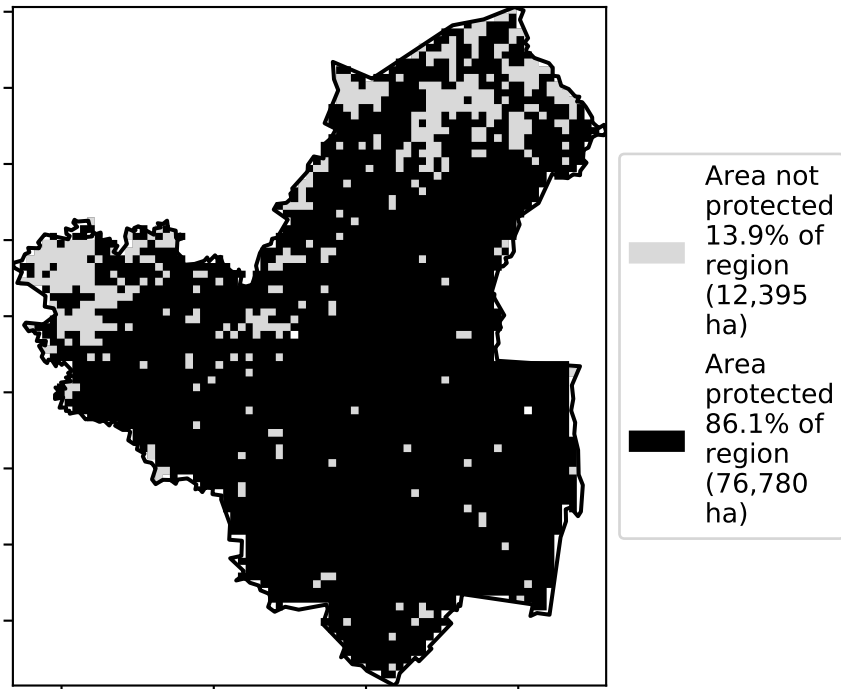 Area not
protected
13.9% of
region
(12,395
ha)
Area
protected
86.1% of
region
(76,780
ha)